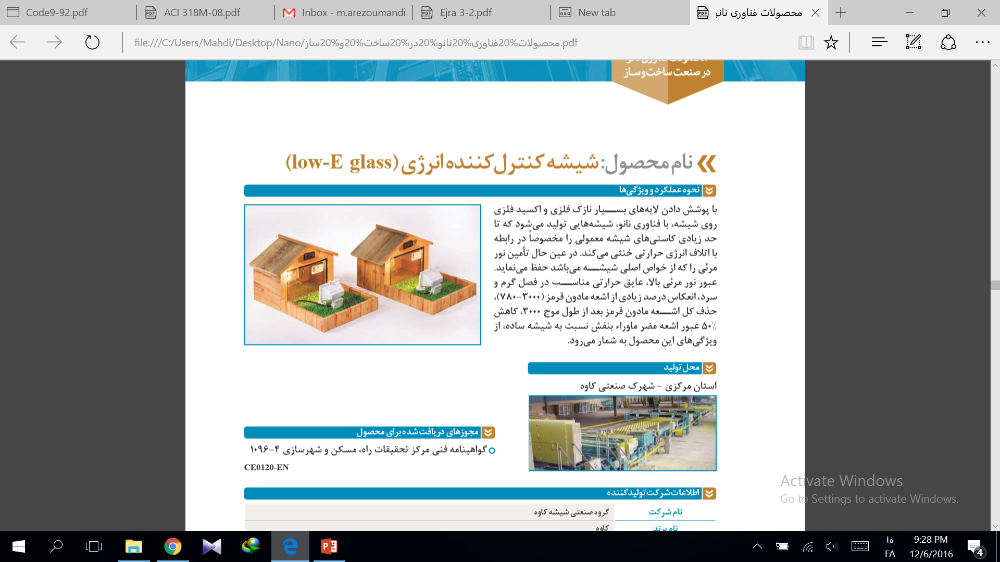 Code9-92.pdf
ACI 318M-08.pdf
Inbox - m.arezoumandi
Ejra 3-2.pdf
New tab
محصولات فناوری نانو
file:///C:/Users/Mahdi/Desktop/Nano/محصولات%20فناوری%20نانو%20در%20ساخت%20و%20ساز.pdf
در صنعت ساخت‌وساز
نام محصول: شیشه کنترل‌کننده انرژی (low-E glass)
نحوه عملکرد و ویژگی‌ها
با پوشش دادن لایه‌های بسیار نازک فلزی و اکسید فلزی
روی شیشه، با فناوری نانو، شیشه‌هایی تولید می‌شود که تا
حد زیادی کاستی‌های شیشه معمولی را مخصوصاً در رابطه
با اتلاف انرژی حرارتی خنثی می‌کند. در عین حال تأمین نور
مرئی را که از خواص اصلی شیشه می‌باشد حفظ می‌نماید.
عبور نور مرئی بالا، عایق حرارتی مناسب در فصل گرم و
سرد، انعکاس درصد زیادی از اشعه مادون قرمز (۳۰۰۰-۷۸۰)،
حذف کل اشعه مادون قرمز بعد از طول موج ۳۰۰۰، کاهش
۵۰٪ عبور اشعه مضر ماوراء بنفش نسبت به شیشه ساده، از
ویژگی‌های این محصول به شمار می‌رود.
محل تولید
استان مرکزی - شهرک صنعتی کاوه
مجوزهای دریافت شده برای محصول
گواهینامه فنی مرکز تحقیقات راه، مسکن و شهرسازی ۴-۱۰۹۶
CE0120-EN
اطلاعات شرکت تولیدکننده
نام شرکت
گروه صنعتی شیشه کاوه
نام برند
کاوه
Activate Windows
Go to Settings to activate Windows.
فا
FA
9:28 PM
12/6/2016
4